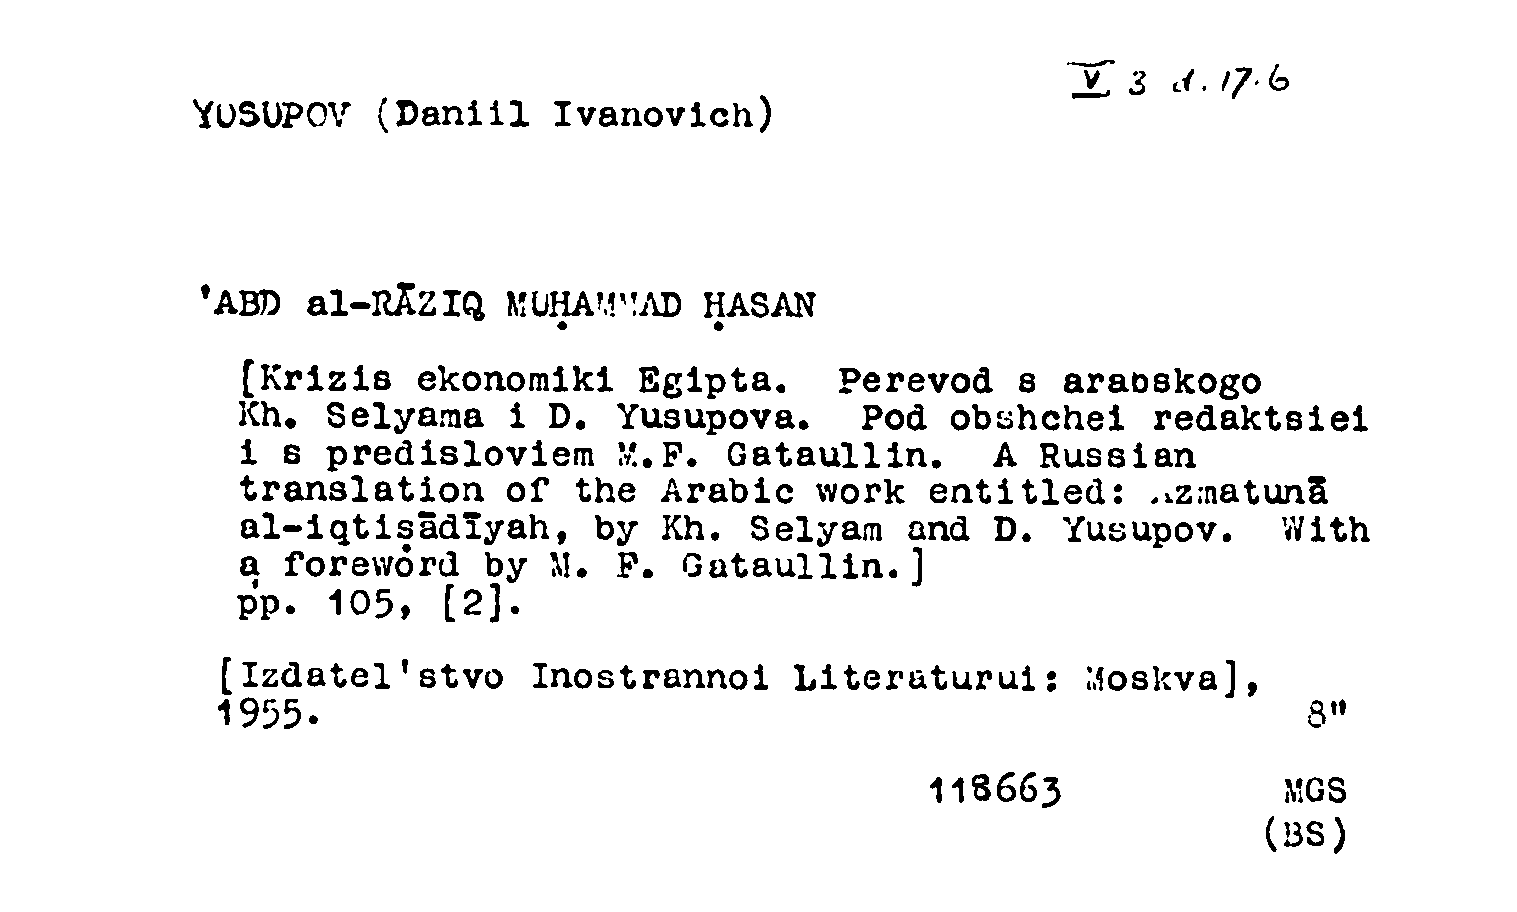 V 3 d. 17.6
YUSUPOV (Daniil Ivanovich)
'ABD al-RĀZIQ MUḤAMMAD ḤASAN
[Krizis ekonomiki Egipta. Perevod s arabskogo
Kh. Selyama i D. Yusupova. Pod obshchei redaktsiei
i s predisloviem M.F. Gataullin. A Russian
translation of the Arabic work entitled: Azmatunā
al-iqtiṣādīyah, by Kh. Selyam and D. Yusupov. With
a foreword by M. F. Gataullin.]
pp. 105, [2].
[Izdatel'stvo Inostrannoi Literaturui: Moskva],
1955. 8"
118663 MGS
(BS)